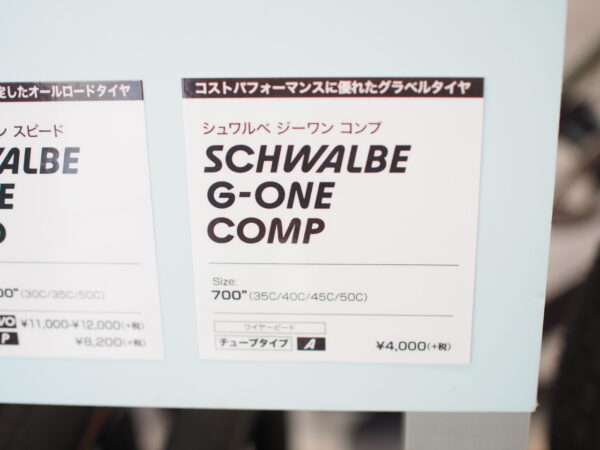 定したオールロードタイヤ
ン スピード
ALBE
E
00" (30C/35C/50C)
VO ¥11,000-¥12,000(+税)
P ¥8,200(+税)
コストパフォーマンスに優れたグラベルタイヤ
シュワルベ ジーワン コンプ
SCHWALBE
G-ONE
COMP
Size:
700" (35C/40C/45C/50C)
ワイヤービード
チューブタイプ A ¥4,000(+税)